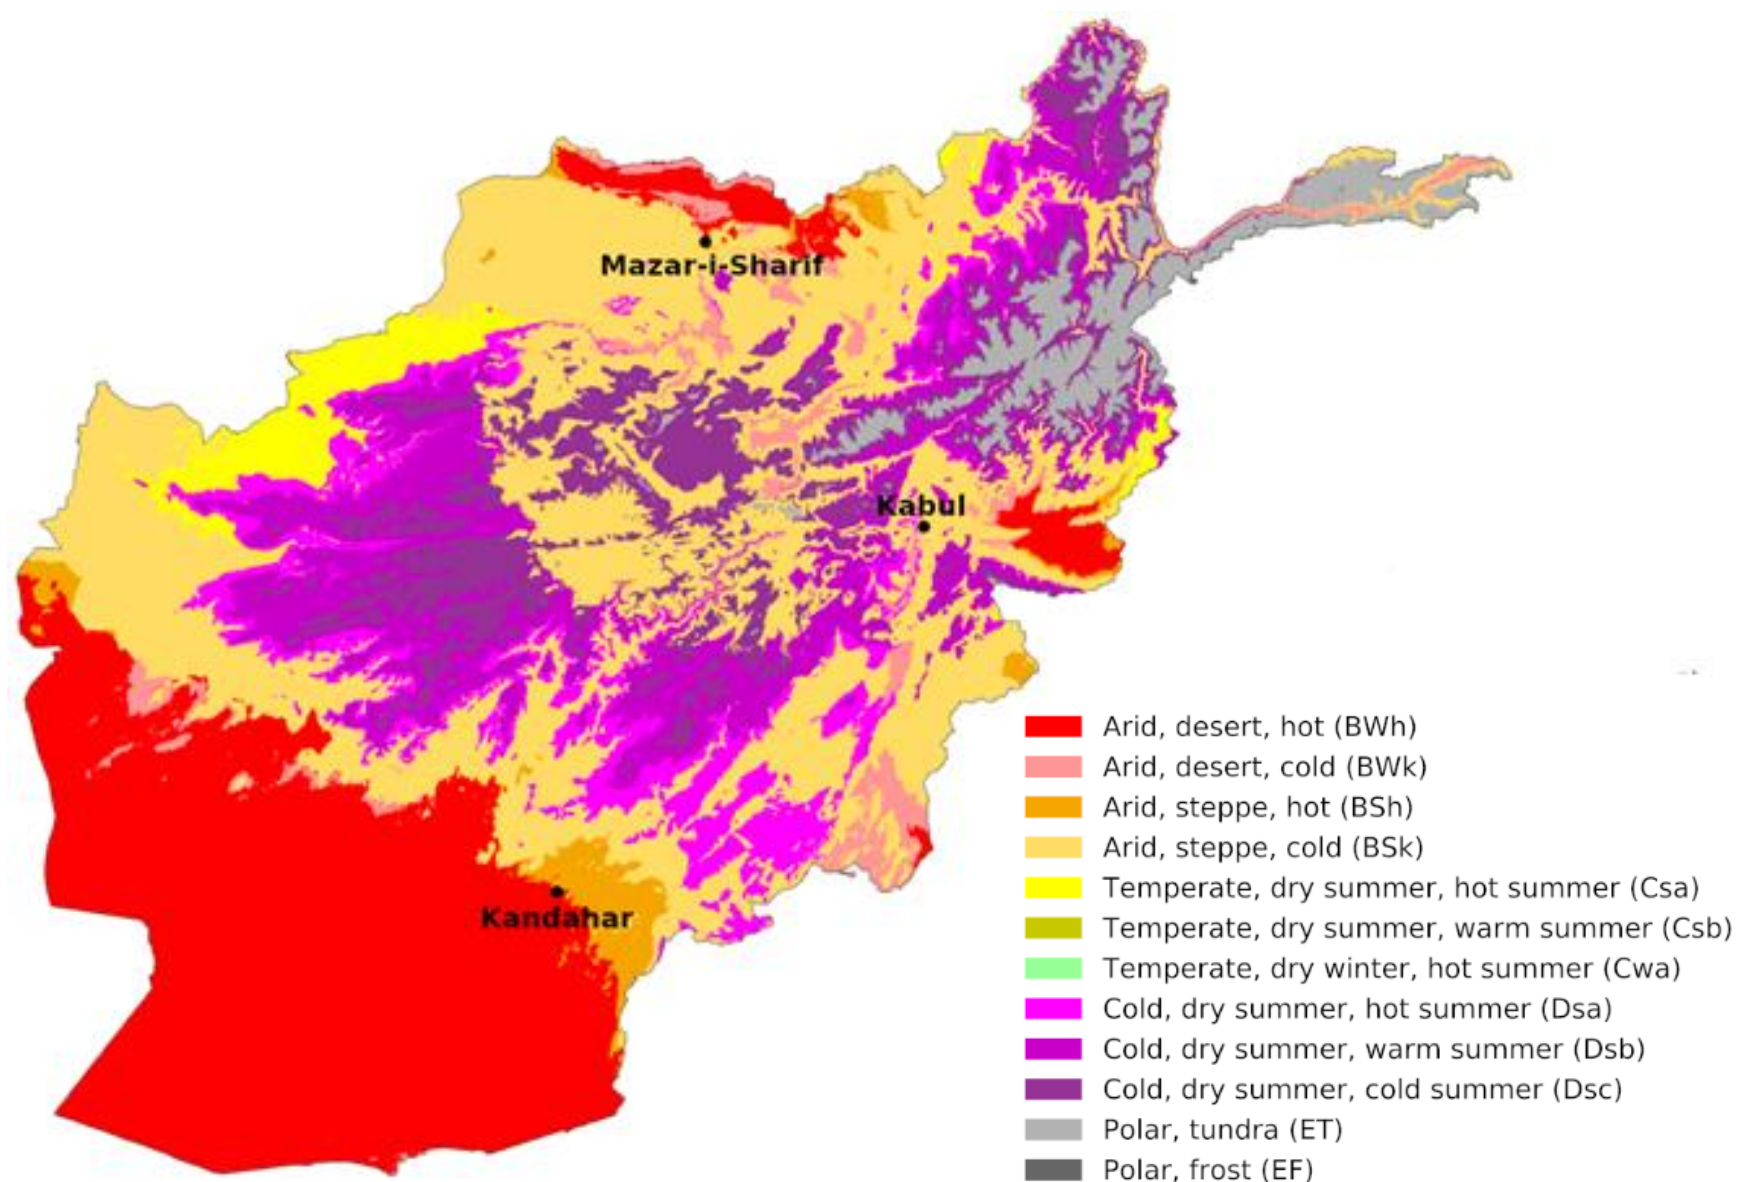 Mazar-i-Sharif
Kabul
Kandahar
Arid, desert, hot (BWh)
Arid, desert, cold (BWk)
Arid, steppe, hot (BSh)
Arid, steppe, cold (BSk)
Temperate, dry summer, hot summer (Csa)
Temperate, dry summer, warm summer (Csb)
Temperate, dry winter, hot summer (Cwa)
Cold, dry summer, hot summer (Dsa)
Cold, dry summer, warm summer (Dsb)
Cold, dry summer, cold summer (Dsc)
Polar, tundra (ET)
Polar, frost (EF)